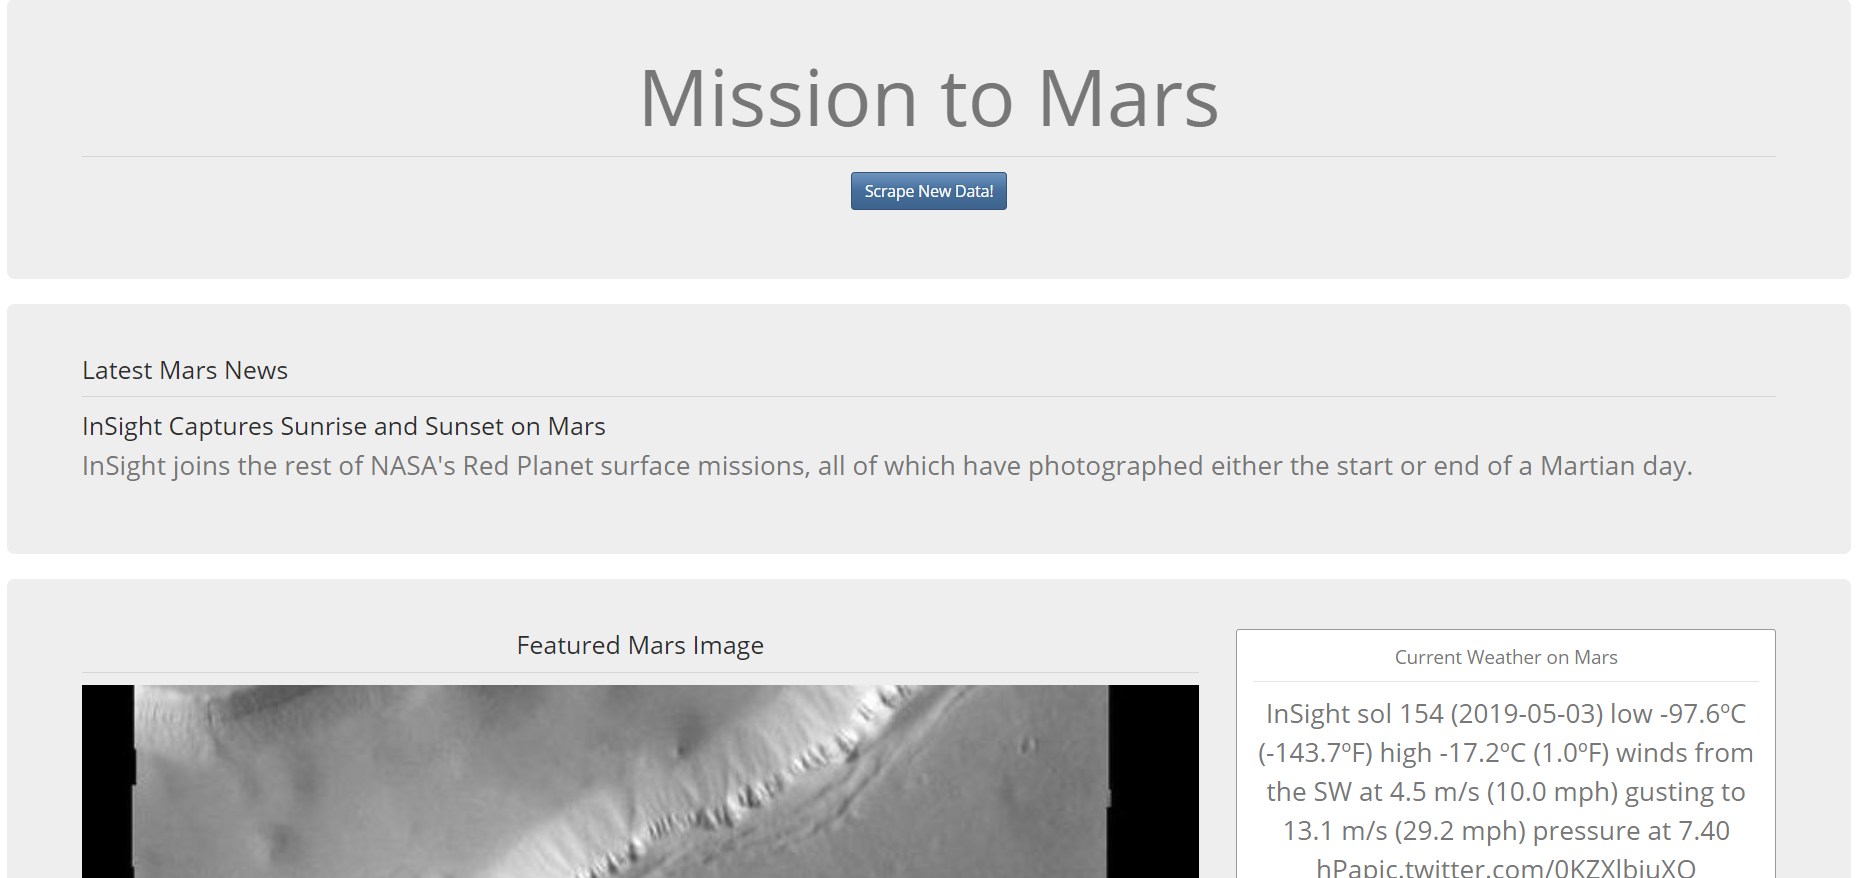 Mission to Mars
Scrape New Data!
Latest Mars News
InSight Captures Sunrise and Sunset on Mars
InSight joins the rest of NASA's Red Planet surface missions, all of which have photographed either the start or end of a Martian day.
Featured Mars Image
Current Weather on Mars
InSight sol 154 (2019-05-03) low -97.6ºC
(-143.7ºF) high -17.2ºC (1.0ºF) winds from
the SW at 4.5 m/s (10.0 mph) gusting to
13.1 m/s (29.2 mph) pressure at 7.40